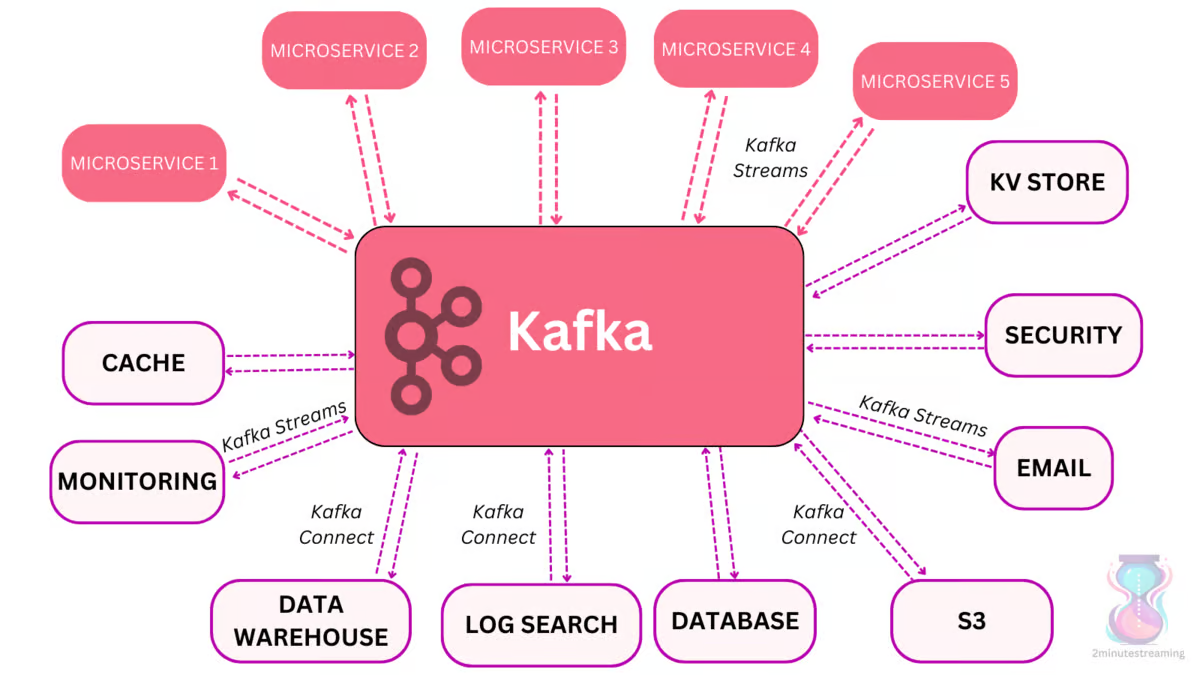 MICROSERVICE 2
MICROSERVICE 3
MICROSERVICE 4
MICROSERVICE 5
MICROSERVICE 1
Kafka
Streams
KV STORE
Kafka
SECURITY
CACHE
Kafka Streams
Kafka Streams
MONITORING
EMAIL
Kafka
Connect
Kafka
Connect
Kafka
Connect
DATA
WAREHOUSE
LOG SEARCH
DATABASE
S3
2minutestreaming